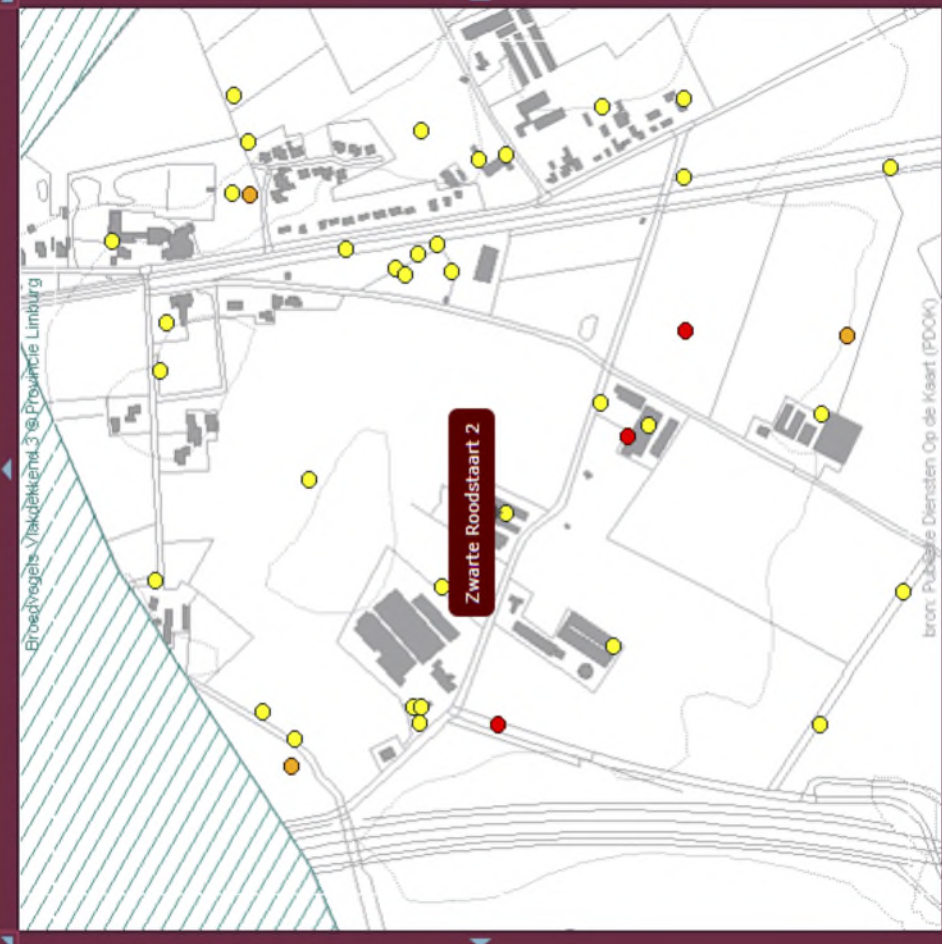 Broedvogels Vlakdekkend 3 © Provincie Limburg
Zwarte Roodstaart 2
bron: Publieke Diensten Op de Kaart (PDOK)